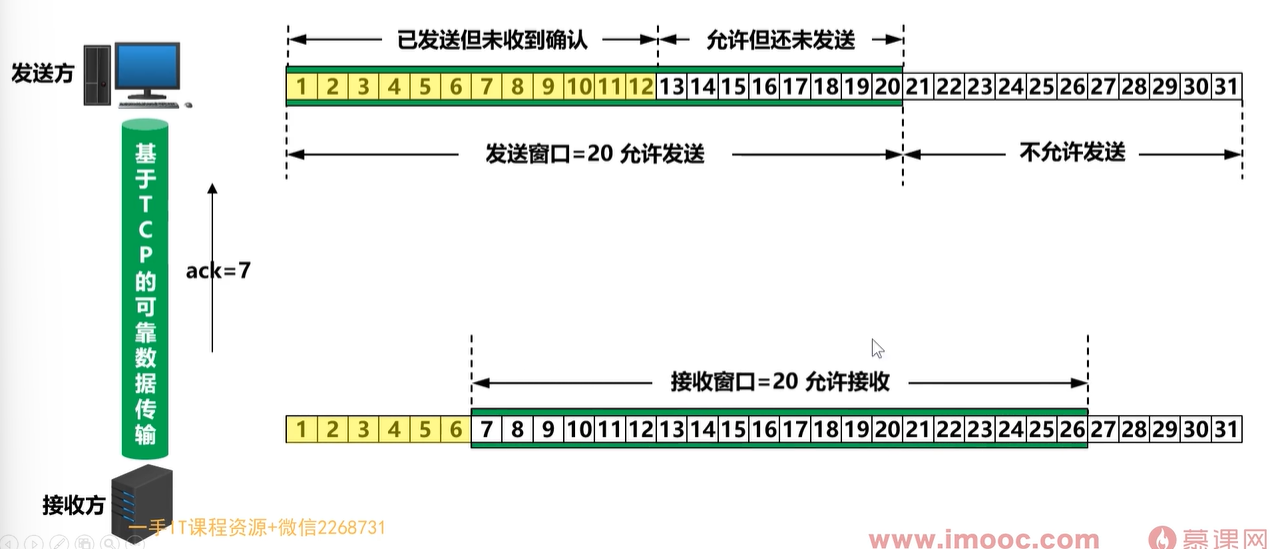 已发送但未收到确认 允许但还未发送
发送方
1 2 3 4 5 6 7 8 9 10 11 12 13 14 15 16 17 18 19 20 21 22 23 24 25 26 27 28 29 30 31
发送窗口=20 允许发送 不允许发送
基于TCP的可靠数据传输
ack=7
接收窗口=20 允许接收
1 2 3 4 5 6 7 8 9 10 11 12 13 14 15 16 17 18 19 20 21 22 23 24 25 26 27 28 29 30 31
接收方
一手IT课程资源+微信2268731
www.imooc.com 慕课网